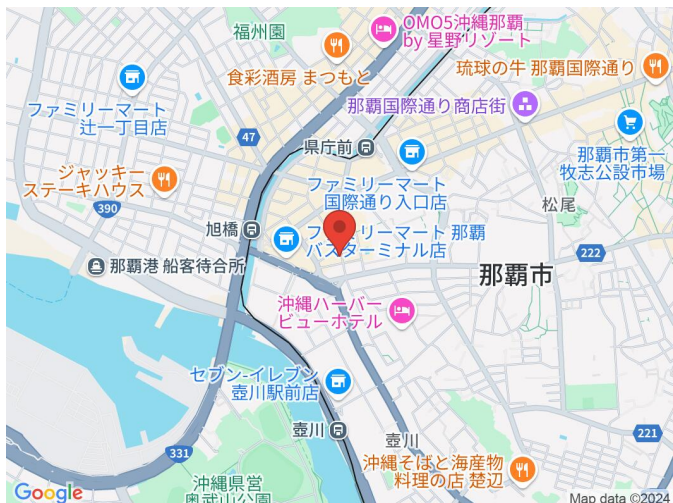 福州園
OMO5沖縄那覇
by 星野リゾート
食彩酒房 まつもと
琉球の牛 那覇国際通り
ファミリーマート
辻一丁目店
那覇国際通り商店街
47
県庁前
那覇市第一
牧志公設市場
ジャッキー
ステーキハウス
ファミリーマート
国際通り入口店
松尾
390
旭橋
ファミリーマート 那覇
バスターミナル店
222
那覇港 船客待合所
那覇市
沖縄ハーバー
ビューホテル
セブン-イレブン
壺川駅前店
壺川
壺川
221
331
沖縄そばと海産物
料理の店 楚辺
沖縄県営
奥武山公園
Google
Map data ©2024